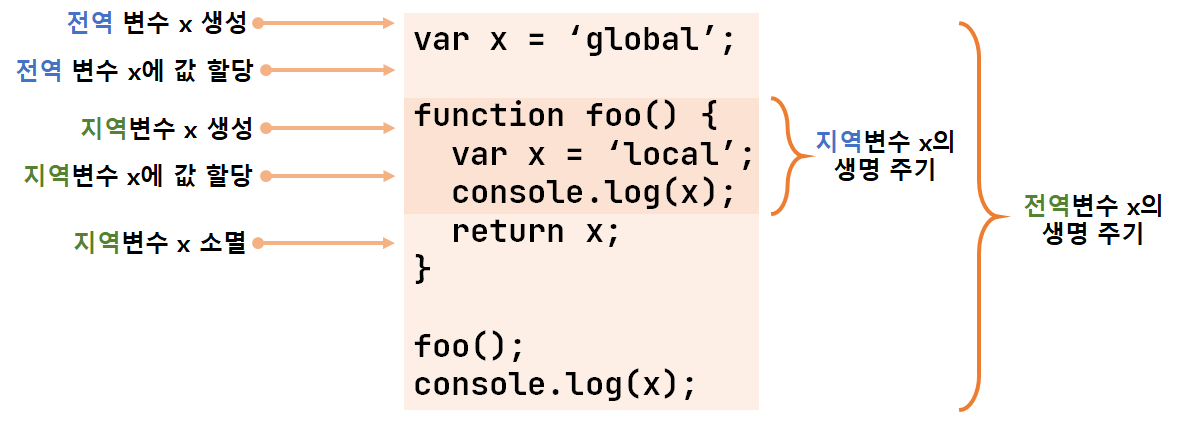 전역 변수 x 생성
전역 변수 x에 값 할당
지역변수 x 생성
지역변수 x에 값 할당
지역변수 x 소멸
var x = ‘global’;
function foo() {
var x = ‘local’;
console.log(x);
return x;
}
foo();
console.log(x);
지역변수 x의
생명 주기
전역변수 x의
생명 주기